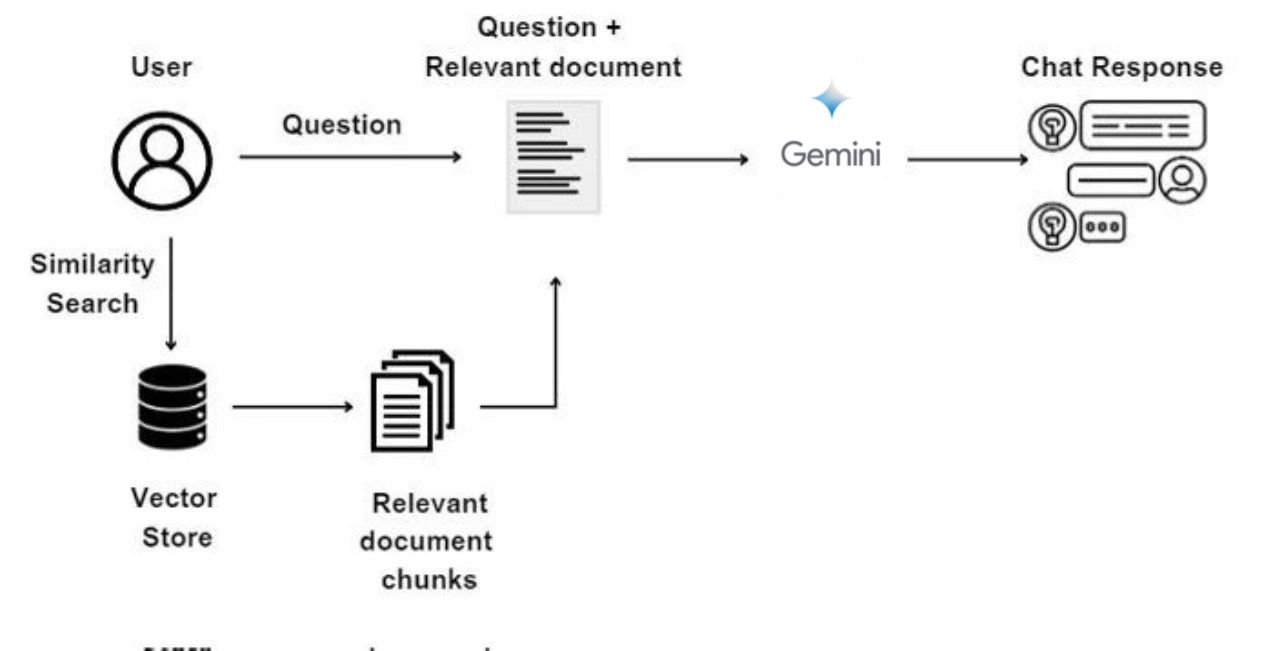 Question +
User
Relevant document
Chat Response
Question
Gemini
Similarity
Search
Vector
Store
Relevant
document
chunks